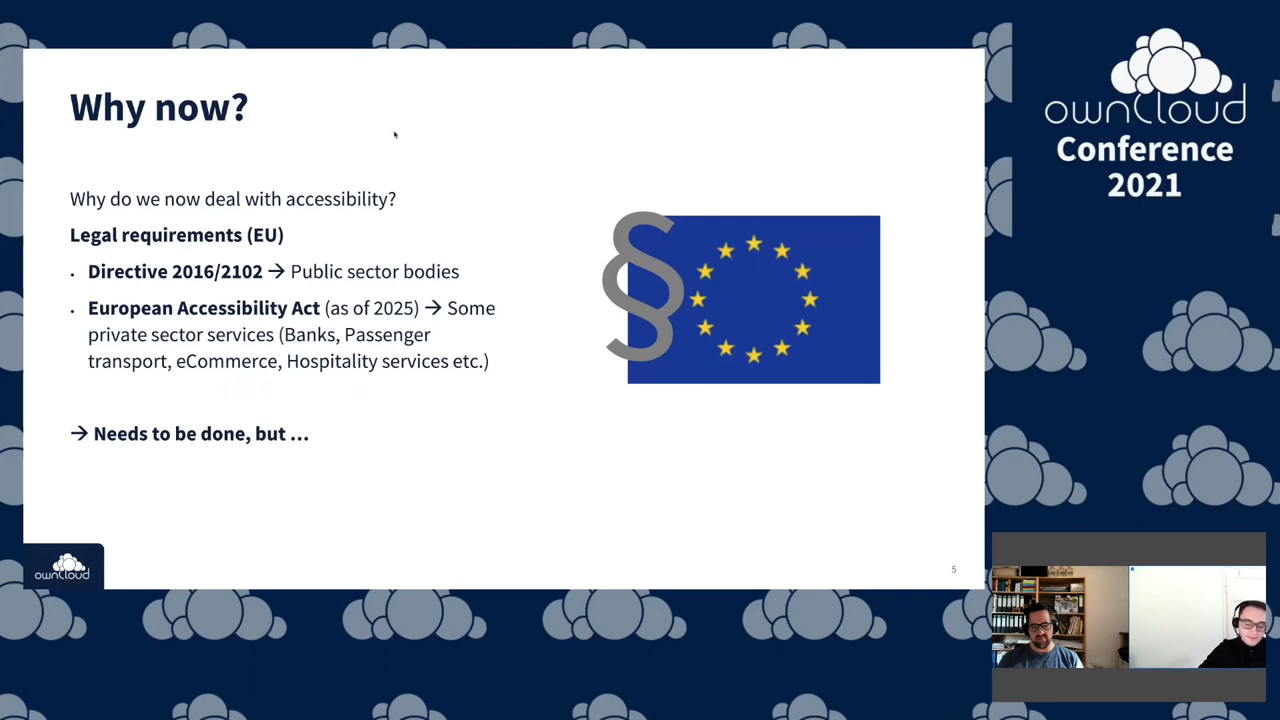 Why now?
Why do we now deal with accessibility?
Legal requirements (EU)
• Directive 2016/2102 → Public sector bodies
• European Accessibility Act (as of 2025) → Some
private sector services (Banks, Passenger
transport, eCommerce, Hospitality services etc.)
→ Needs to be done, but ...
§
ownCloud
5
ownCloud
Conference
2021